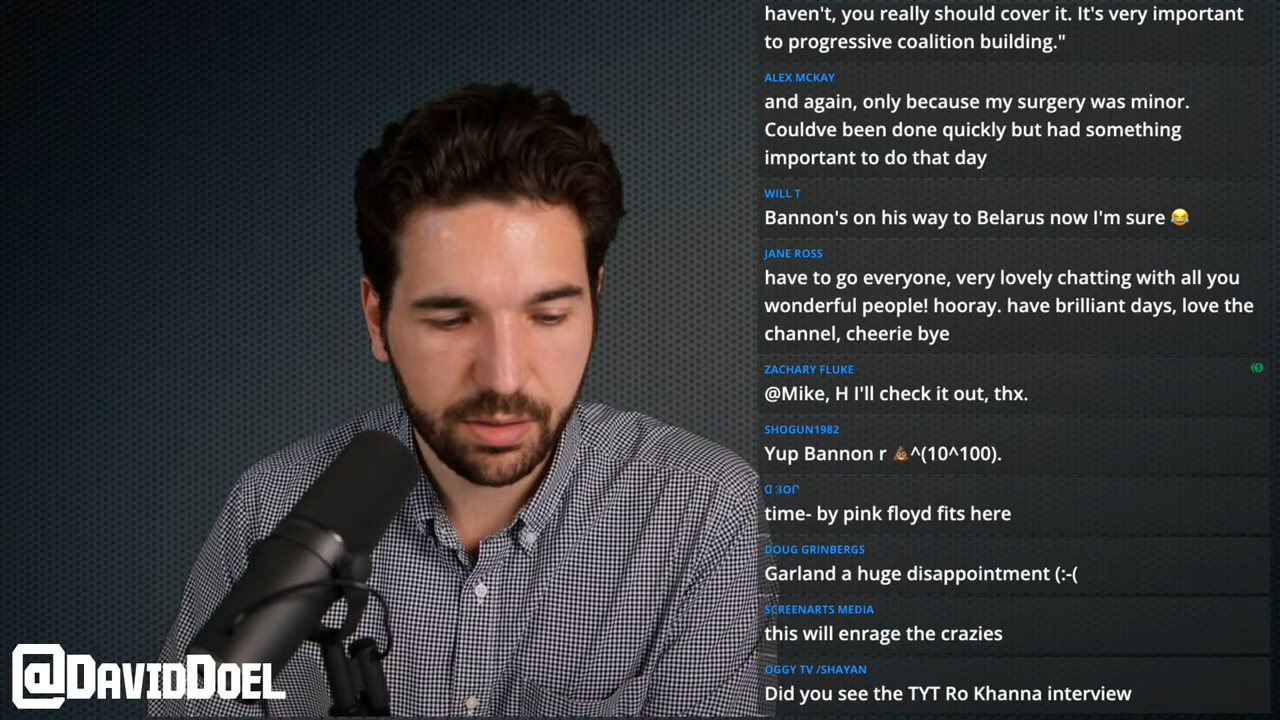 haven't, you really should cover it. It's very important
to progressive coalition building."
ALEX MCKAY
and again, only because my surgery was minor.
Couldve been done quickly but had something
important to do that day
WILL T
Bannon's on his way to Belarus now I'm sure 😂
JANE ROSS
have to go everyone, very lovely chatting with all you
wonderful people! hooray. have brilliant days, love the
channel, cheerie bye
ZACHARY FLUKE
@Mike, H I'll check it out, thx.
SHOGUN1982
Yup Bannon r 💩^(10^100).
time- by pink floyd fits here
DOUG GRINBERGS
Garland a huge disappointment (:-(
SCREENARTS MEDIA
this will enrage the crazies
OGGY TV /SHAYAN
Did you see the TYT Ro Khanna interview
@DAVIDDOEL